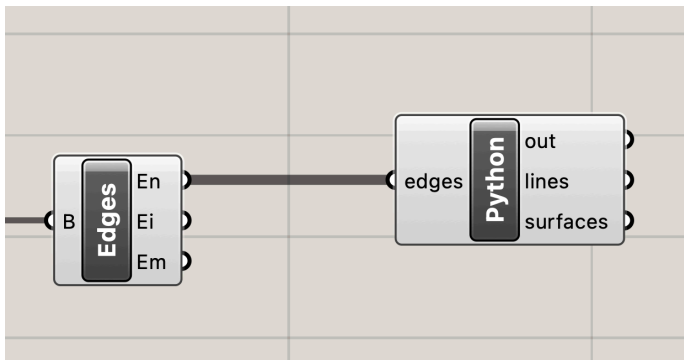 B
Edges
En
Ei
Em
edges
Python
out
lines
surfaces